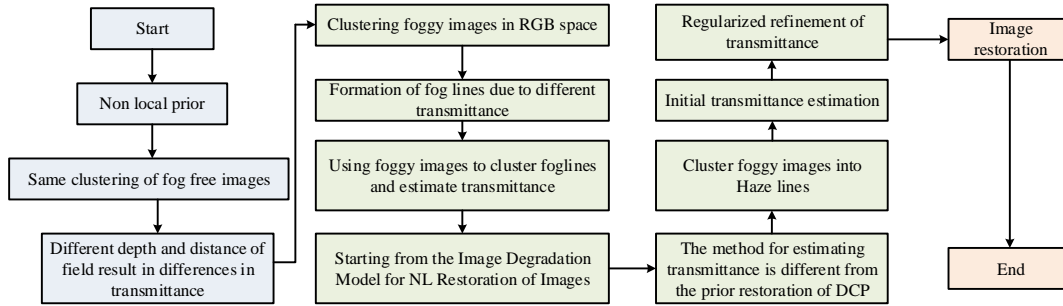 Start
Non local prior
Same clustering of fog free images
Different depth and distance of
field result in differences in
transmittance
Clustering foggy images in RGB space
Formation of fog lines due to different
transmittance
Using foggy images to cluster foglines
and estimate transmittance
Starting from the Image Degradation
Model for NL Restoration of Images
The method for estimating
transmittance is different from
the prior restoration of DCP
Cluster foggy images into
Haze lines
Initial transmittance estimation
Regularized refinement of
transmittance
Image
restoration
End